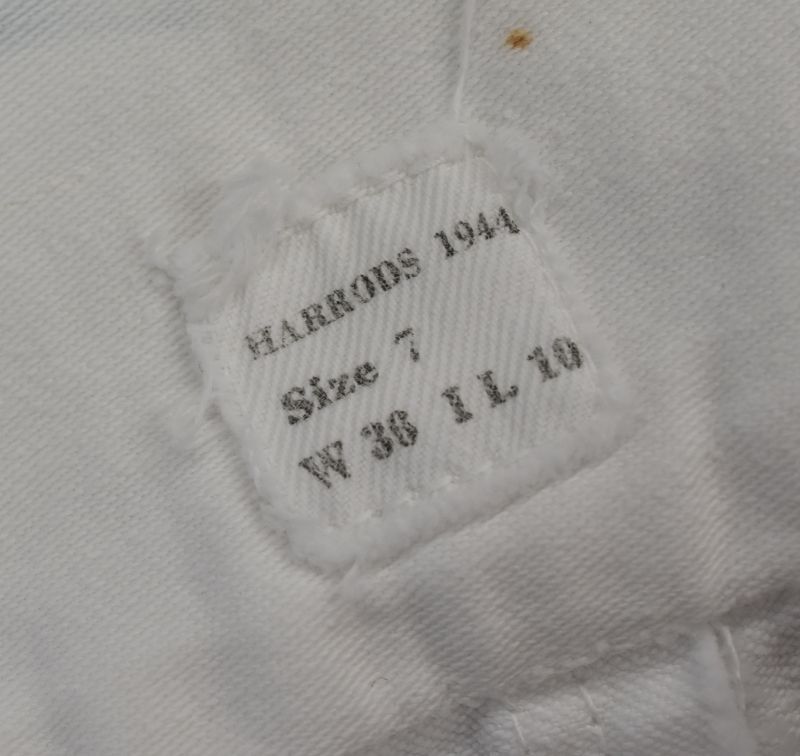 HARRODS 1944
Size 7
W 36 I L 10